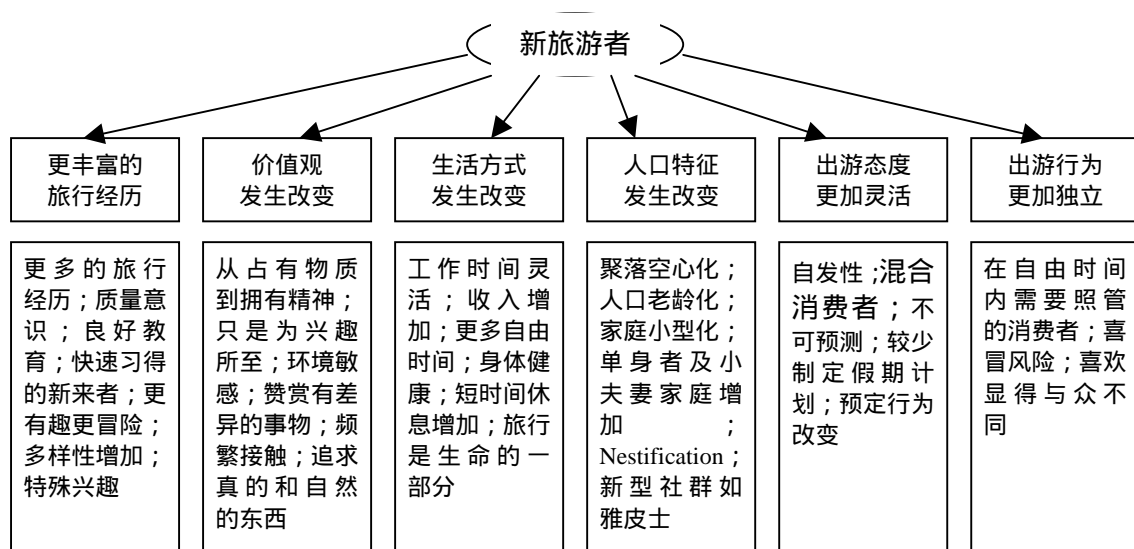 新旅游者
更丰富的
旅行经历
价值观
发生改变
生活方式
发生改变
人口特征
发生改变
出游态度
更加灵活
出游行为
更加独立
更多的旅行
经历；质量意
识；良好教
育；快速习得
的新来者；更
有趣更冒险；
多样性增加；
特殊兴趣
从占有物质
到拥有精神；
只是为兴趣
所至；环境敏
感；赞赏有差
异的事物；频
繁接触；追求
真的和自然
的东西
工作时间灵
活；收入增
加；更多自由
时间；身体健
康；短时间休
息增加；旅行
是生命的一
部分
聚落空心化；
人口老龄化；
家庭小型化；
单身者及小
夫妻家庭增
加；
Nestification；
新型社群如
雅皮士
自发性；混合
消费者；不
可预测；较少
制定假期计
划；预定行为
改变
在自由时间
内需要照管
的消费者；喜
冒风险；喜欢
显得与众不
同